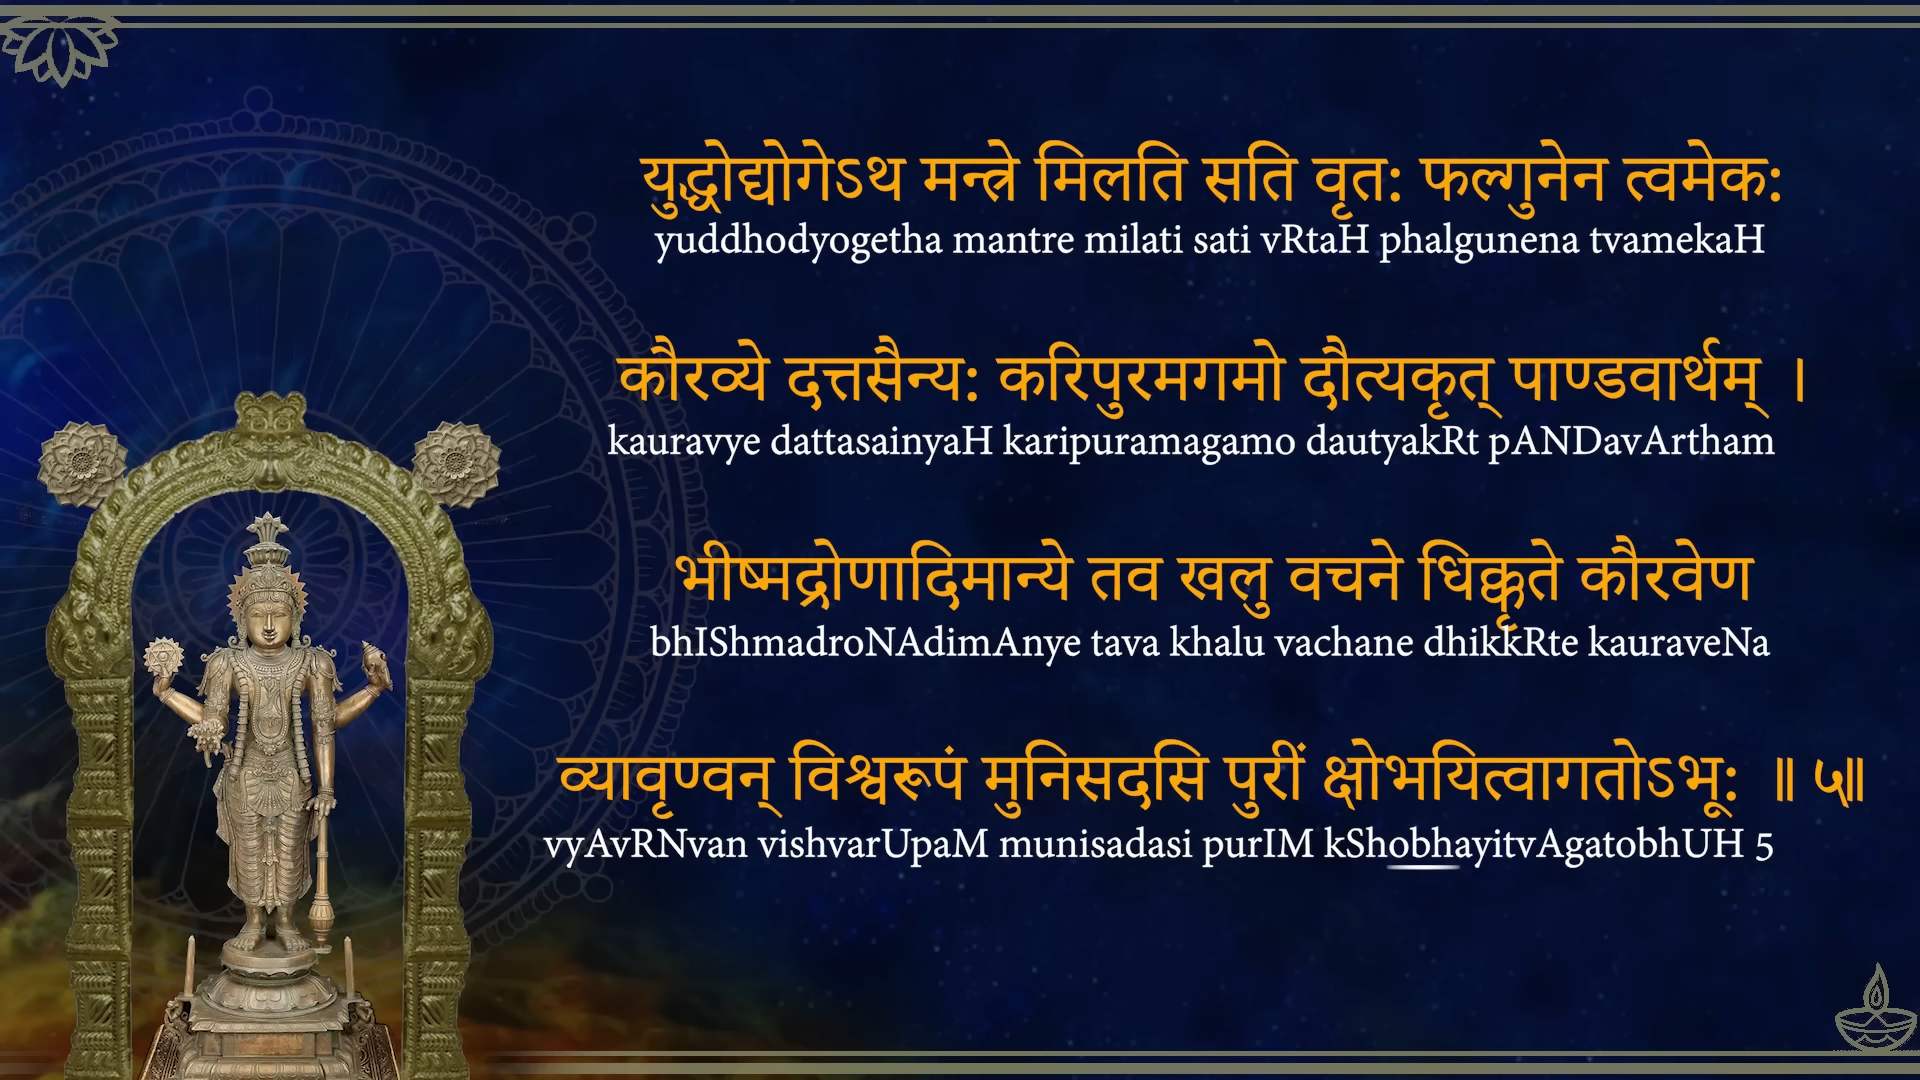 युद्धोद्योगेऽथ मन्त्रे मिलति सति वृत: फल्गुनेन त्वमेक:
yuddhodyogetha mantre milati sati vRtaH phalgunena tvamekaH
कौरव्ये दत्तसैन्य: करिपुरमगमो दौत्यकृत् पाण्डवार्थम् ।
kauravye dattasainyaH karipuramagamo dautyakRt pANDavArtham
भीष्मद्रोणादिमान्ये तव खलु वचने धिक्कृते कौरवेण
bhIShmadroNAdimAnye tava khalu vachane dhikkRte kauraveNa
व्यावृण्वन् विश्वरूपं मुनिसदसि पुरीं क्षोभयित्वागतोऽभू: ॥ ५॥
vyAvRNvan vishvarUpaM munisadasi purIM kShobhayitvAgatobhUH 5